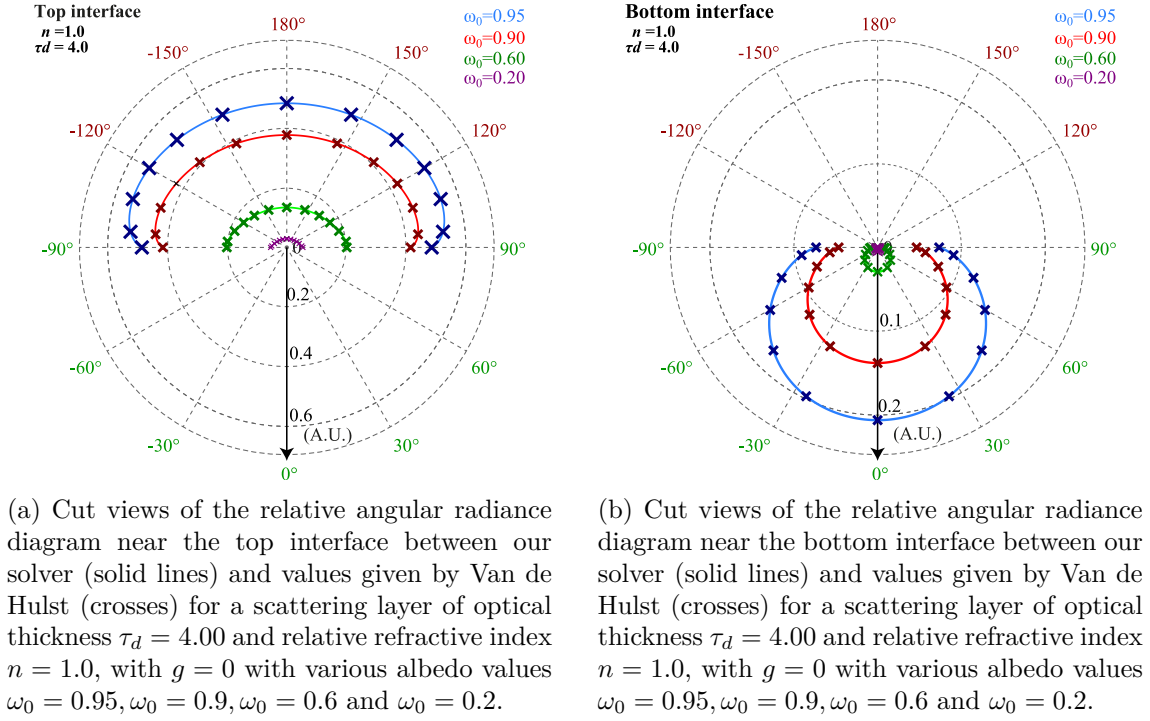 Top interface
n =1.0
τd = 4.0
ω₀=0.95
ω₀=0.90
ω₀=0.60
ω₀=0.20
180°
-150°
150°
-120°
120°
-90°
90°
0
0.2
0.4
0.6
(A.U.)
-60°
60°
-30°
30°
0°
Bottom interface
n =1.0
τd = 4.0
ω₀=0.95
ω₀=0.90
ω₀=0.60
ω₀=0.20
180°
-150°
150°
-120°
120°
-90°
90°
0
0.1
0.2
(A.U.)
-60°
60°
-30°
30°
0°
(a) Cut views of the relative angular radiance
diagram near the top interface between our
solver (solid lines) and values given by Van de
Hulst (crosses) for a scattering layer of optical
thickness τd = 4.00 and relative refractive index
n = 1.0, with g = 0 with various albedo values
ω₀ = 0.95, ω₀ = 0.9, ω₀ = 0.6 and ω₀ = 0.2.
(b) Cut views of the relative angular radiance
diagram near the bottom interface between our
solver (solid lines) and values given by Van de
Hulst (crosses) for a scattering layer of optical
thickness τd = 4.00 and relative refractive index
n = 1.0, with g = 0 with various albedo values
ω₀ = 0.95, ω₀ = 0.9, ω₀ = 0.6 and ω₀ = 0.2.